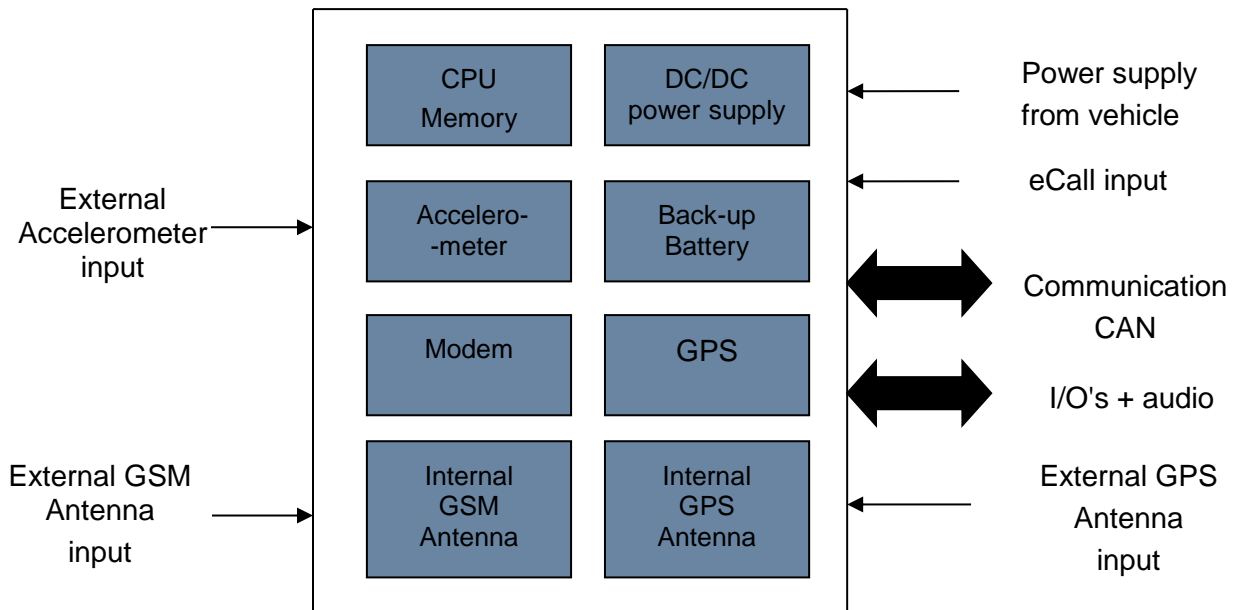 CPU
Memory
DC/DC
power supply
Power supply
from vehicle
eCall input
External
Accelerometer
input
Accelero-
-meter
Back-up
Battery
Communication
CAN
Modem
GPS
I/O's + audio
External GSM
Antenna
input
Internal
GSM
Antenna
Internal
GPS
Antenna
External GPS
Antenna
input